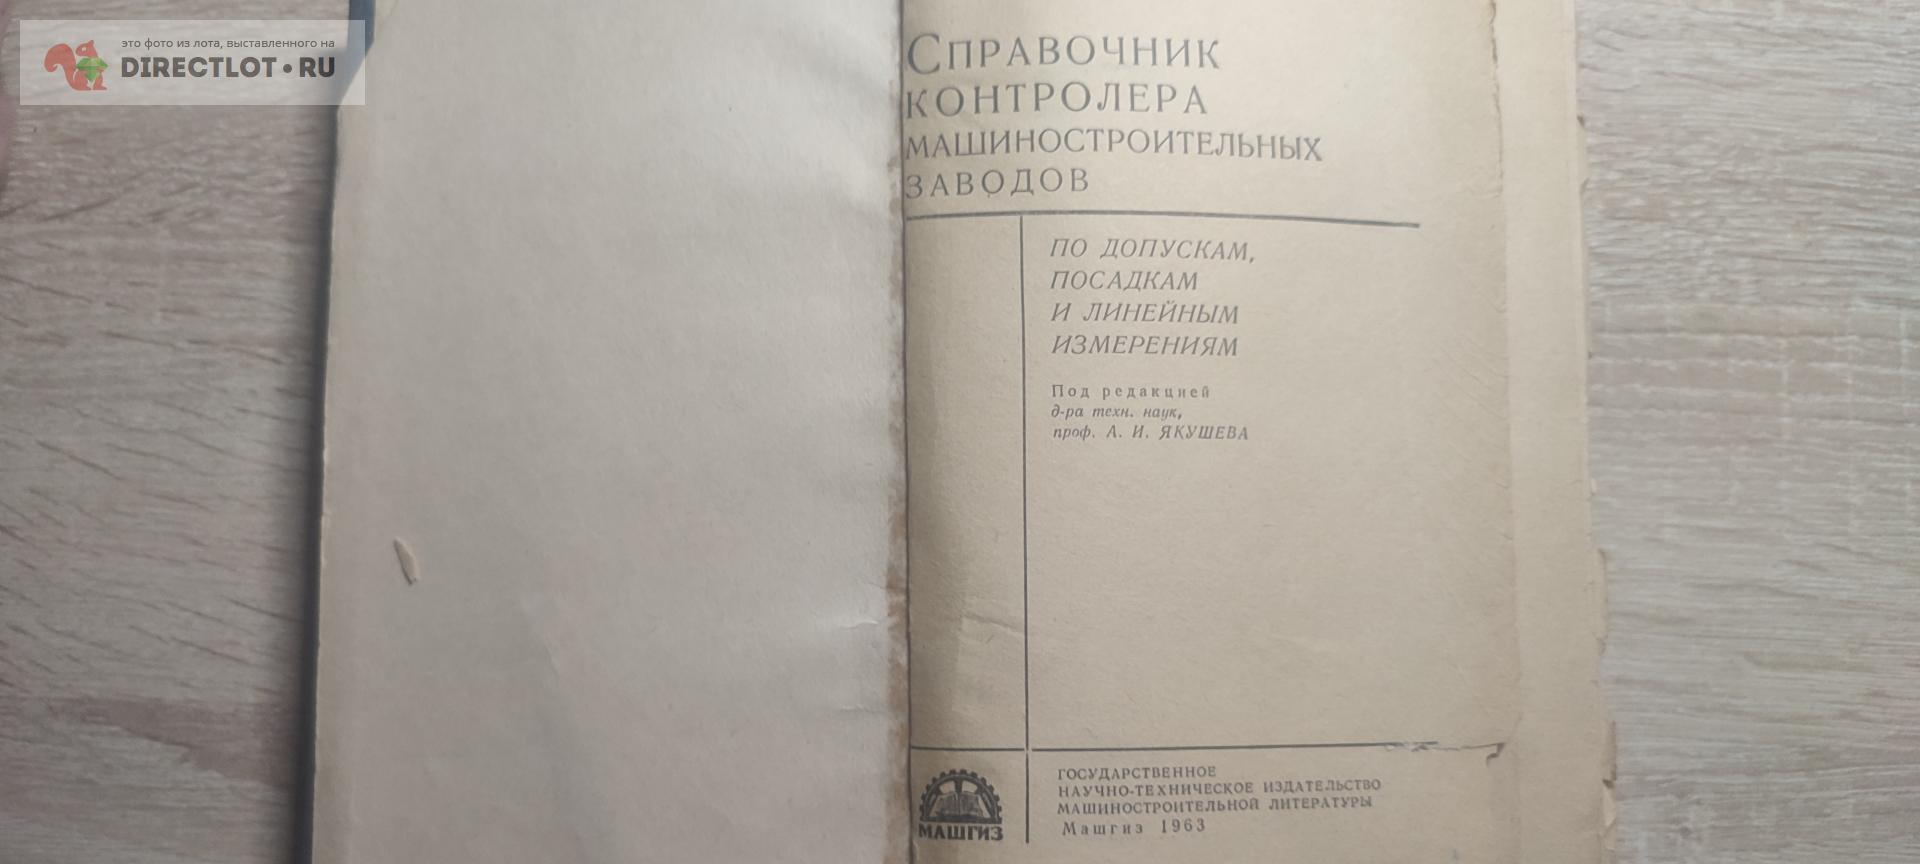 это фото из лота, выставленного на
DIRECTLOT.RU
СПРАВОЧНИК
КОНТРОЛЕРА
МАШИНОСТРОИТЕЛЬНЫХ
ЗАВОДОВ
ПО ДОПУСКАМ,
ПОСАДКАМ
И ЛИНЕЙНЫМ
ИЗМЕРЕНИЯМ
Под редакцией
д-ра техн. наук,
проф. А. И. ЯКУШЕВА
МАШГИЗ
ГОСУДАРСТВЕННОЕ
НАУЧНО-ТЕХНИЧЕСКОЕ ИЗДАТЕЛЬСТВО
МАШИНОСТРОИТЕЛЬНОЙ ЛИТЕРАТУРЫ
Машгиз 1963